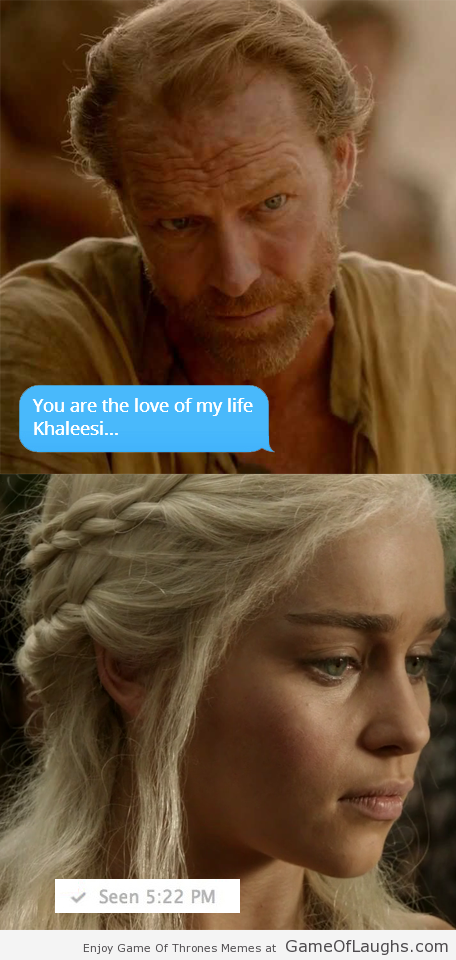 You are the love of my life
Khaleesi...
✓ Seen 5:22 PM
Enjoy Game Of Thrones Memes at GameOfLaughs.com